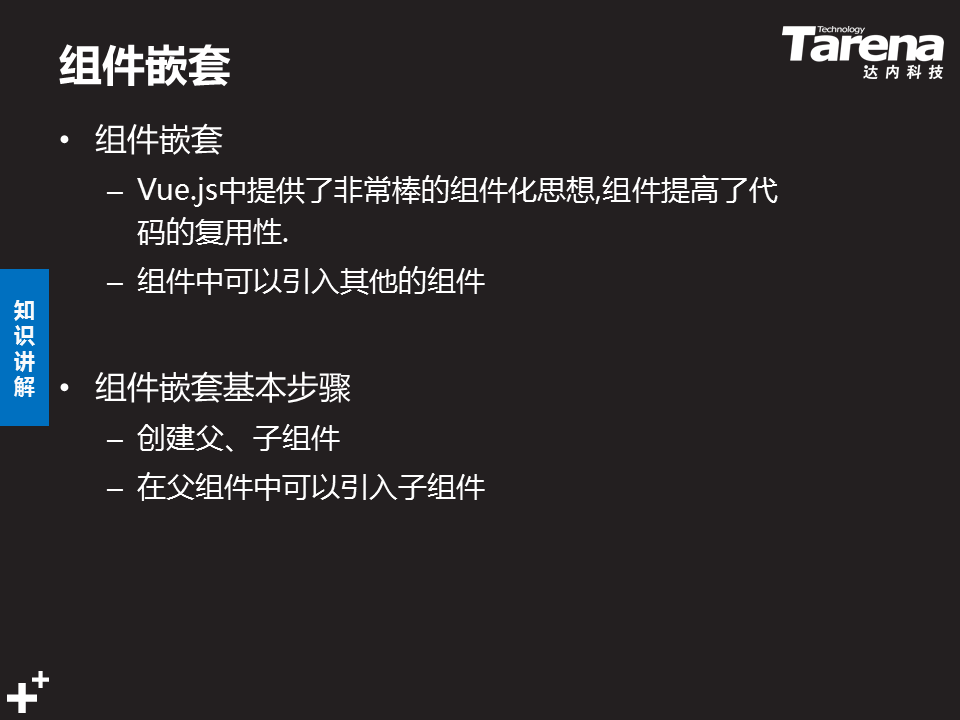 组件嵌套
Technology
Tarena
达内科技
• 组件嵌套
– Vue.js中提供了非常棒的组件化思想,组件提高了代
码的复用性.
– 组件中可以引入其他的组件
知
识
讲
解
• 组件嵌套基本步骤
– 创建父、子组件
– 在父组件中可以引入子组件